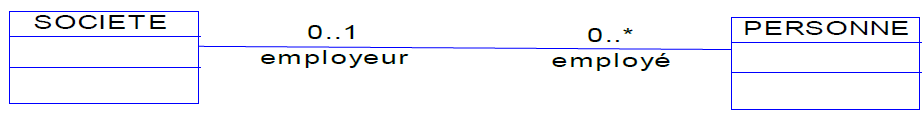 SOCIETE
0..1
0..*
PERSONNE
employeur
employé